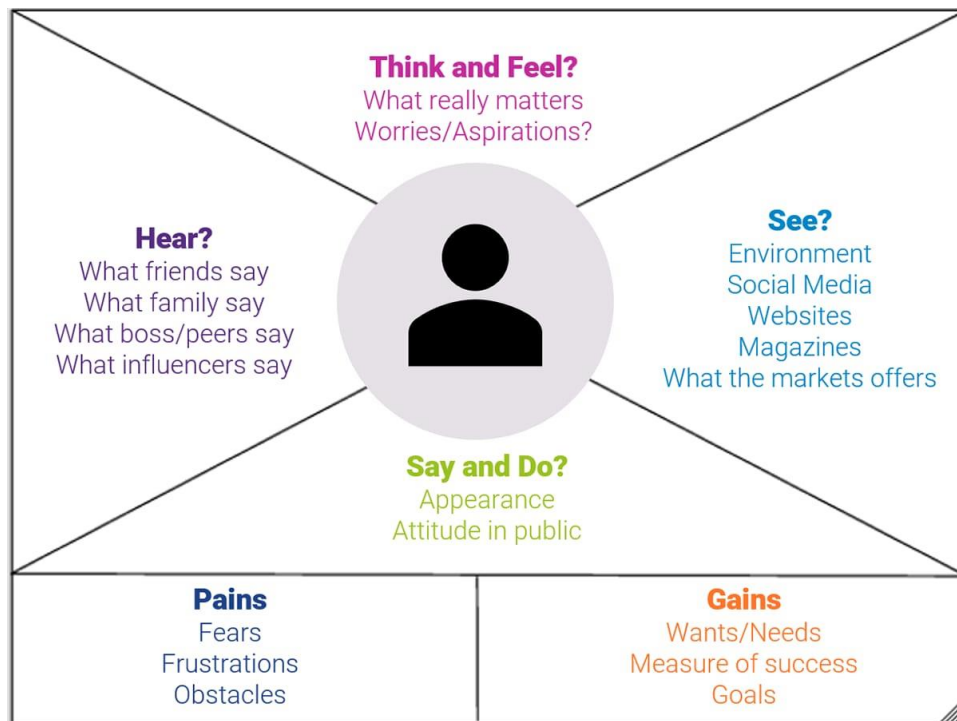 Think and Feel?
What really matters
Worries/Aspirations?
Hear?
What friends say
What family say
What boss/peers say
What influencers say
See?
Environment
Social Media
Websites
Magazines
What the markets offers
Say and Do?
Appearance
Attitude in public
Pains
Fears
Frustrations
Obstacles
Gains
Wants/Needs
Measure of success
Goals